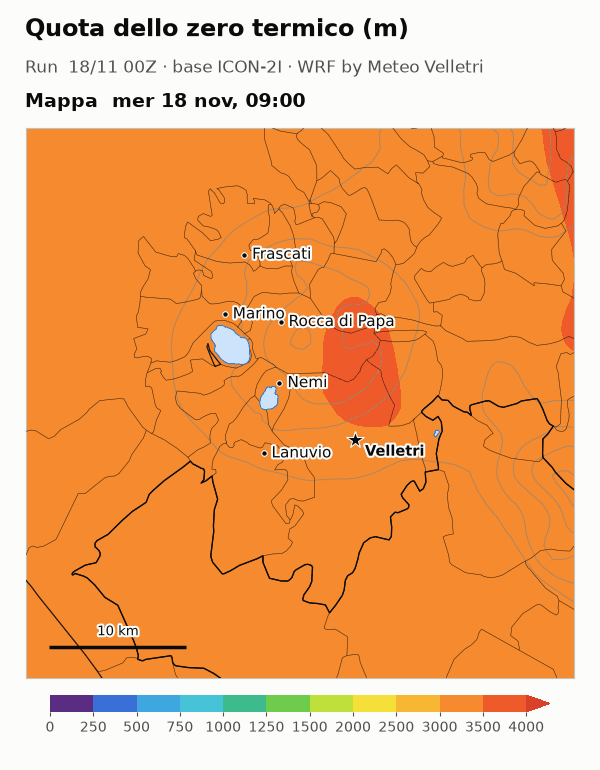 Quota dello zero termico (m)
Run  18/11 00Z · base ICON-2I · WRF by Meteo Velletri
Mappa  mer 18 nov, 09:00
Frascati
Marino
Rocca di Papa
Nemi
Velletri
Lanuvio
10 km
0 250 500 750 1000 1250 1500 2000 2500 3000 3500 4000